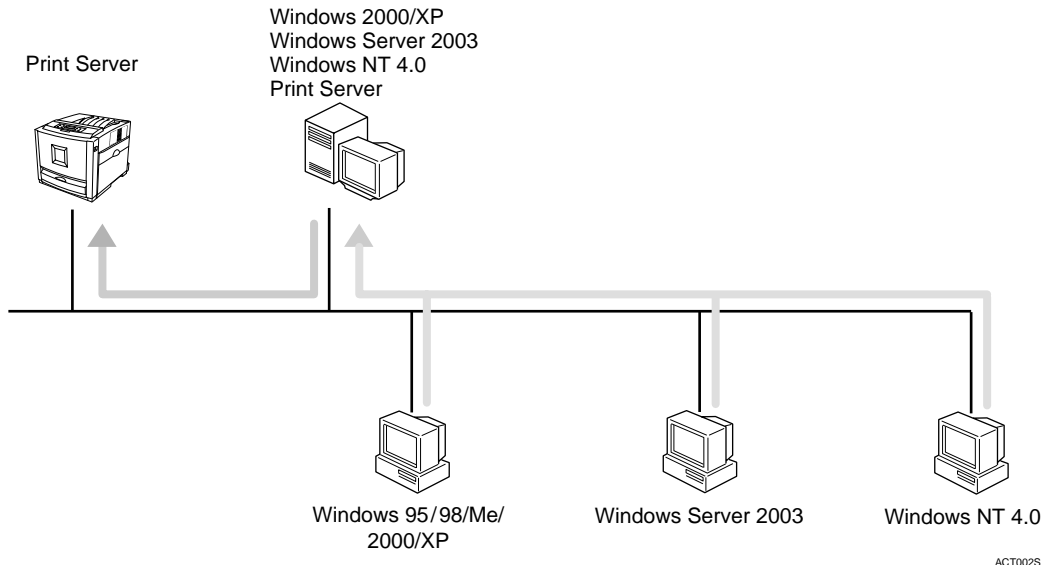 Print Server
Windows 2000/XP
Windows Server 2003
Windows NT 4.0
Print Server
Windows 95/98/Me/
2000/XP
Windows Server 2003
Windows NT 4.0
ACT002S